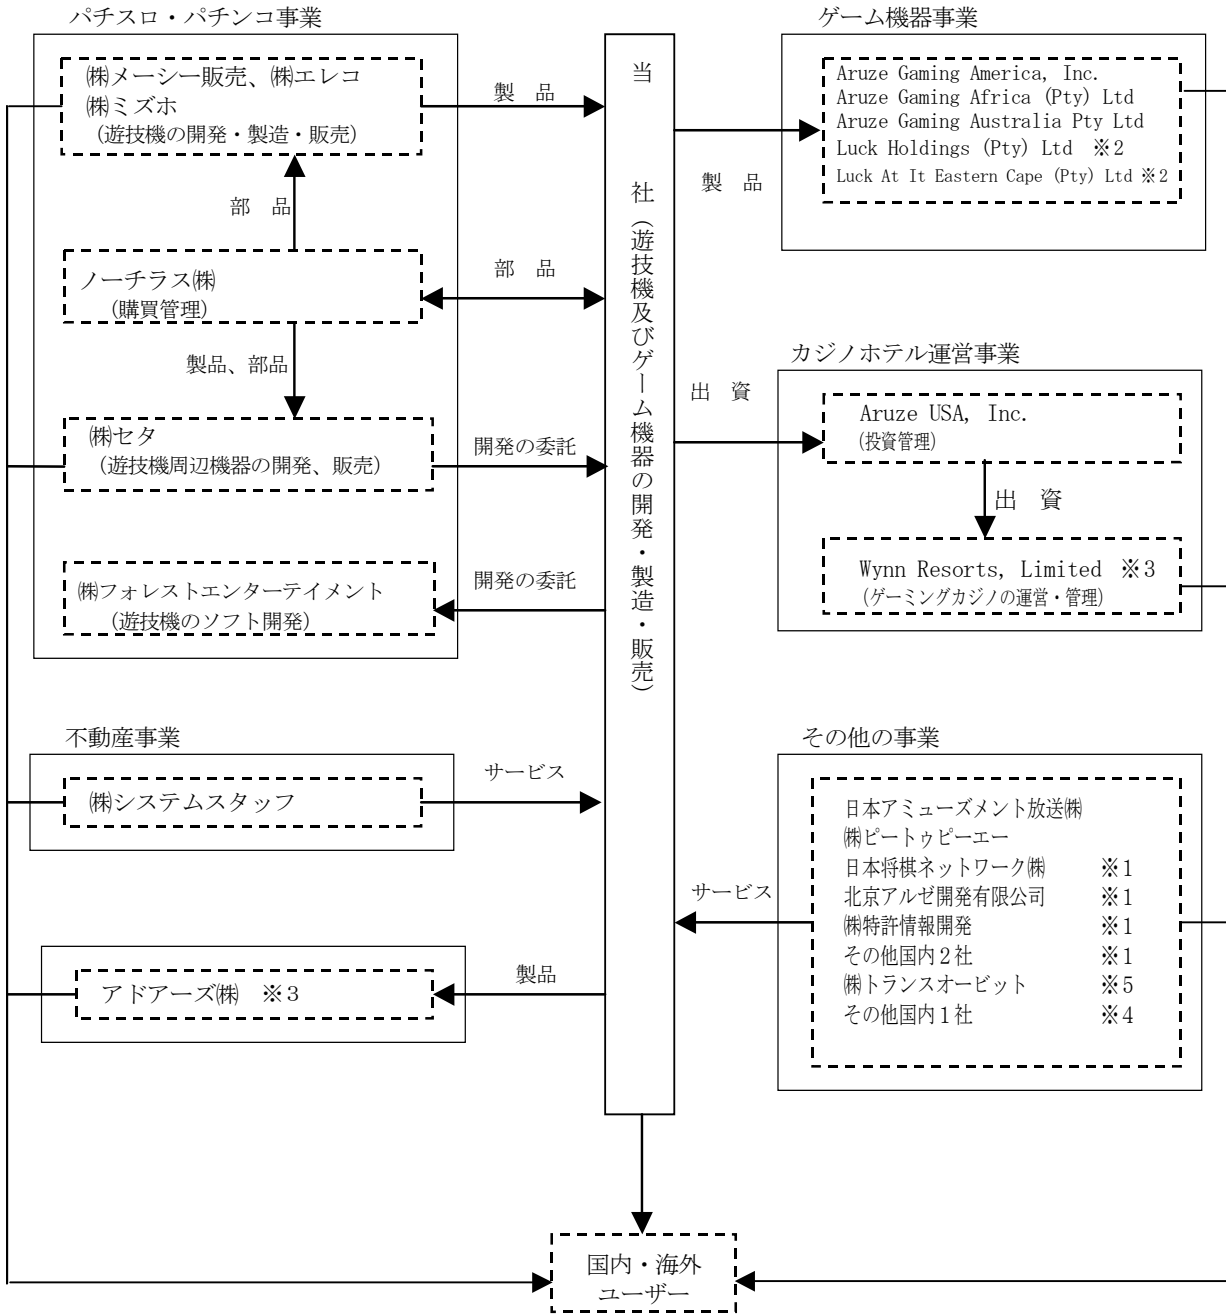 パチスロ・パチンコ事業
㈱メーシー販売、㈱エレコ
㈱ミズホ
(遊技機の開発・製造・販売)
製　品
部　品
ノーチラス㈱
(購買管理)
部　品
製品、部品
㈱セタ
(遊技機周辺機器の開発、販売)
開発の委託
㈱フォレストエンターテイメント
(遊技機のソフト開発)
開発の委託
不動産事業
㈱システムスタッフ
サービス
アドアーズ㈱　※3
製品
当　社(遊技機及びゲーム機器の開発・製造・販売)
ゲーム機器事業
Aruze Gaming America, Inc.
Aruze Gaming Africa (Pty) Ltd
Aruze Gaming Australia Pty Ltd
Luck Holdings (Pty) Ltd　※2
Luck At It Eastern Cape (Pty) Ltd ※2
製　品
カジノホテル運営事業
出　資
Aruze USA, Inc.
(投資管理)
出　資
Wynn Resorts, Limited　※3
(ゲーミングカジノの運営・管理)
その他の事業
サービス
日本アミューズメント放送㈱
㈱ピートゥピーエー
日本将棋ネットワーク㈱　※1
北京アルゼ開発有限公司　※1
㈱特許情報開発　※1
その他国内２社　※1
㈱トランスオービット　※5
その他国内１社　※4
国内・海外
ユーザー